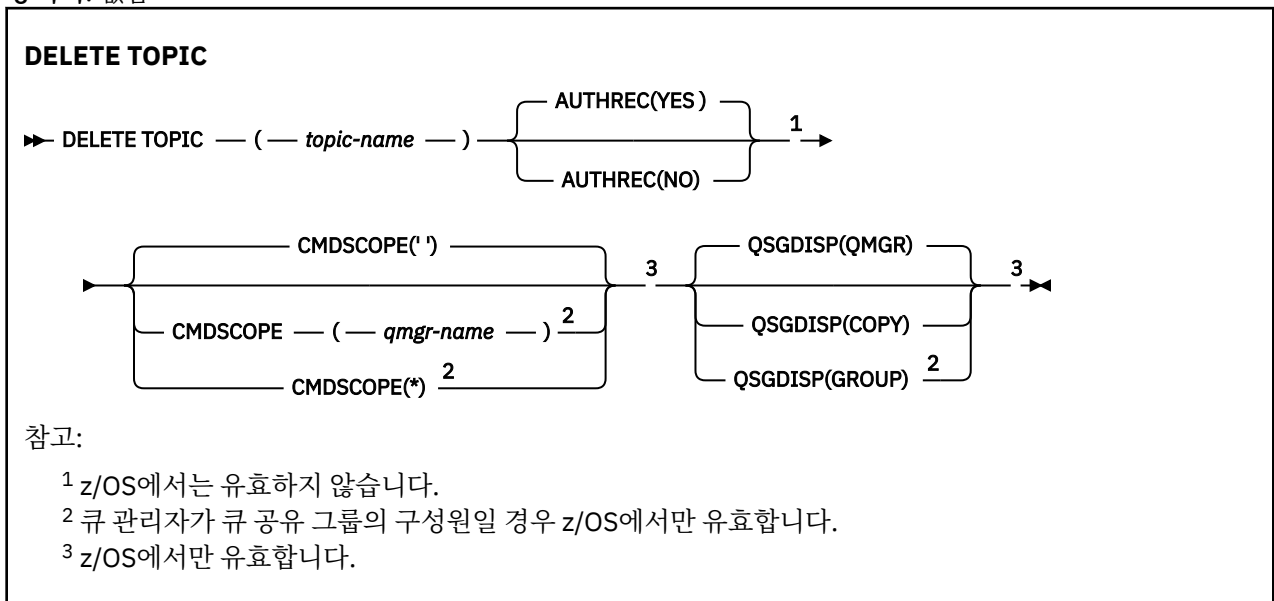 DELETE TOPIC
AUTHREC(YES )
DELETE TOPIC ( topic-name ) 1
AUTHREC(NO)
CMDSCOPE(' ') QSGDISP(QMGR)
3 3
CMDSCOPE ( qmgr-name ) 2 QSGDISP(COPY)
CMDSCOPE(*) 2 QSGDISP(GROUP) 2
참고:
1 z/OS에서는 유효하지 않습니다.
2 큐 관리자가 큐 공유 그룹의 구성원일 경우 z/OS에서만 유효합니다.
3 z/OS에서만 유효합니다.